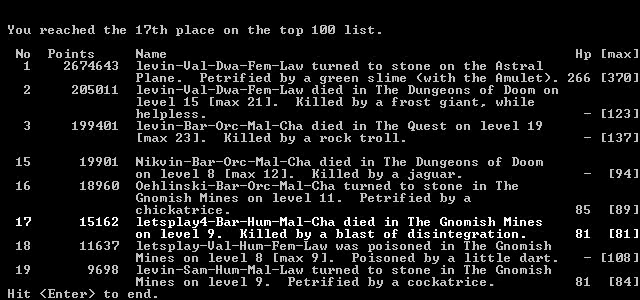 You reached the 17th place on the top 100 list.
No Points Name Hp [max]
1 2674643 levin-Val-Dwa-Fem-Law turned to stone on the Astral
Plane. Petrified by a green slime (with the Amulet). 266 [370]
2 205011 levin-Val-Dwa-Fem-Law died in The Dungeons of Doom on
level 15 [max 21]. Killed by a frost giant, while
helpless. - [123]
3 199401 levin-Bar-Orc-Mal-Cha died in The Quest on level 19
[max 23]. Killed by a rock troll. - [137]
15 19901 Nikvin-Bar-Orc-Mal-Cha died in The Dungeons of Doom
on level 8 [max 12]. Killed by a jaguar. - [94]
16 18960 Oehlinski-Bar-Orc-Mal-Cha turned to stone in The
Gnomish Mines on level 11. Petrified by a
chickatrice. 85 [89]
17 15162 letsplay4-Bar-Hum-Mal-Cha died in The Gnomish Mines
on level 9. Killed by a blast of disintegration. 81 [81]
18 11637 letsplay-Val-Hum-Fem-Law was poisoned in The Gnomish
Mines on level 8 [max 9]. Poisoned by a little dart. - [108]
19 9698 levin-Sam-Hum-Mal-Law turned to stone in The Gnomish
Mines on level 9. Petrified by a cockatrice. 81 [84]
Hit <Enter> to end.